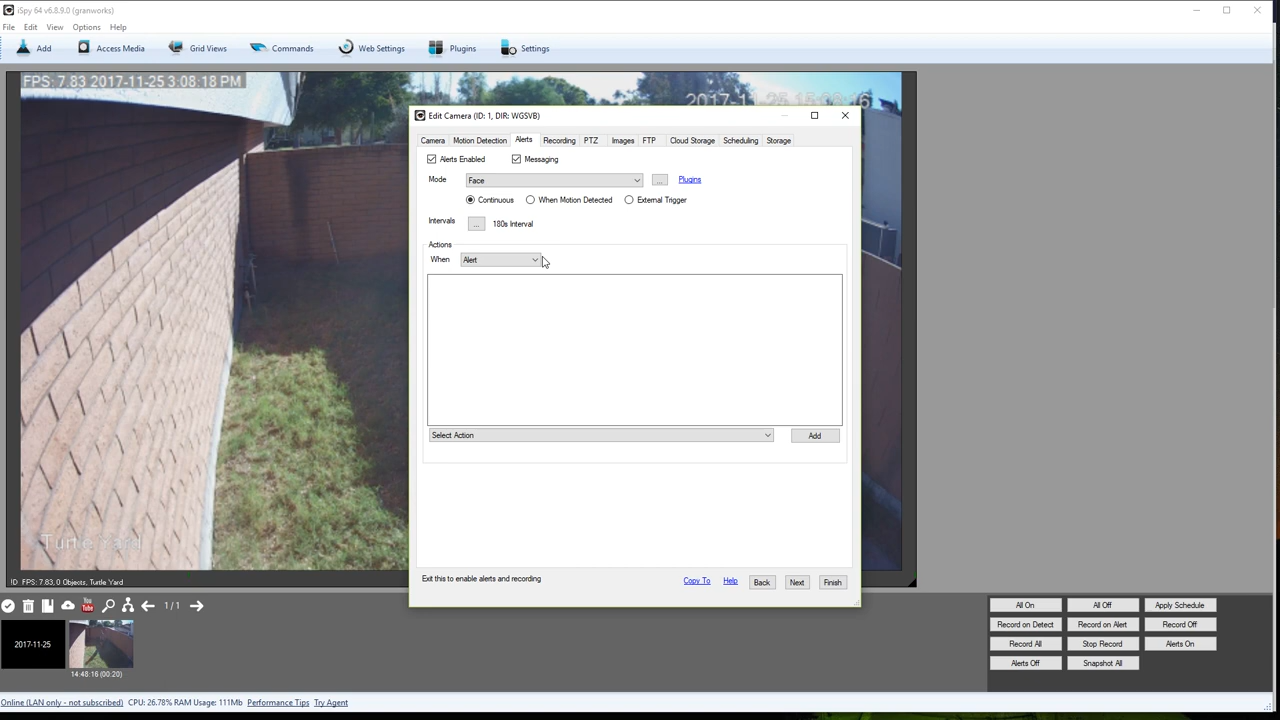 iSpy 64 v6.8.9.0 (granworks)
File Edit View Options Help
Add Access Media Grid Views Commands Web Settings Plugins Settings
FPS: 7.83 2017-11-25 3:08:18 PM
Edit Camera (ID: 1, DIR: WGSVB)
Camera Motion Detection Alerts Recording PTZ Images FTP Cloud Storage Scheduling Storage
Alerts Enabled Messaging
Mode Face ... Plugins
Continuous When Motion Detected External Trigger
Intervals ... 180s Interval
Actions
When Alert
Select Action Add
Turtle Yard
Exit this to enable alerts and recording Copy To Help Back Next Finish
ID FPS: 7.83, 0 Objects, Turtle Yard
You Tube 1 / 1
2017-11-25
14:48:16 (00:20)
All On All Off Apply Schedule
Record on Detect Record on Alert Record Off
Record All Stop Record Alerts On
Alerts Off Snapshot All
Online (LAN only - not subscribed) CPU: 26.78% RAM Usage: 111Mb Performance Tips Try Agent